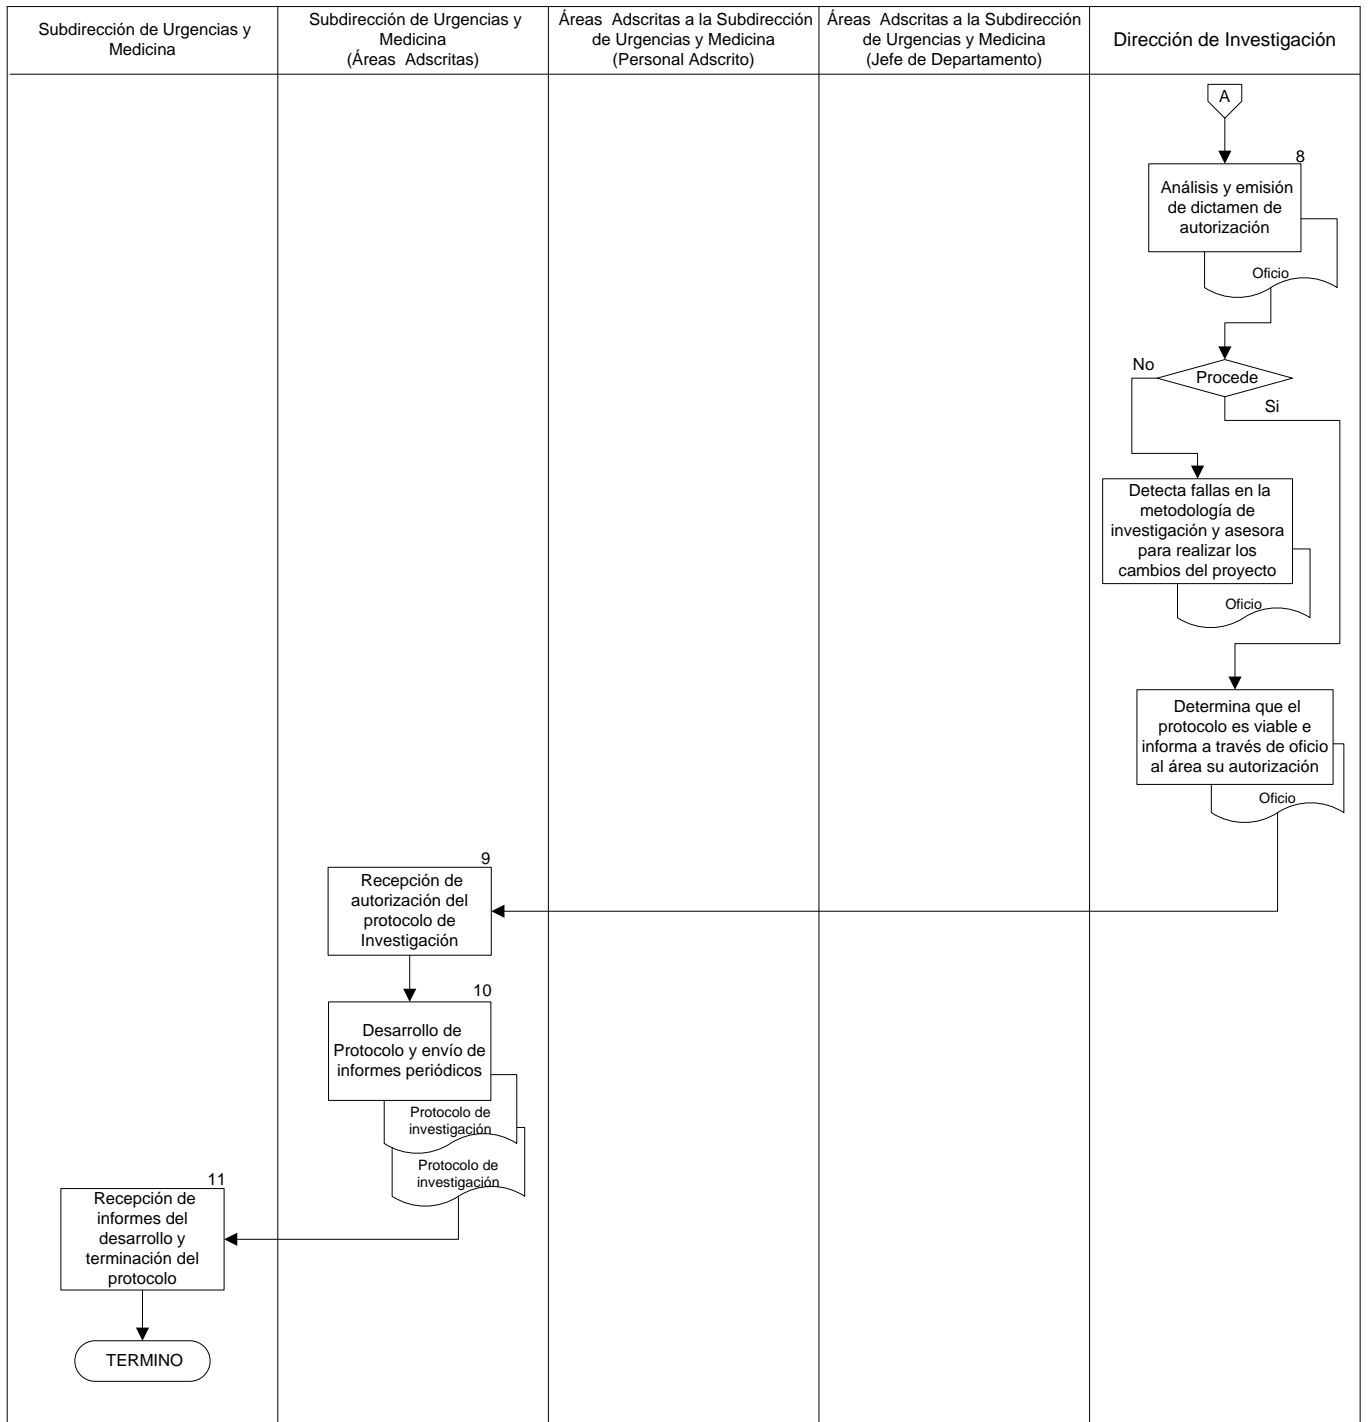 Subdirección de Urgencias y
Medicina
Subdirección de Urgencias y
Medicina
(Áreas  Adscritas)
Áreas  Adscritas a la Subdirección
de Urgencias y Medicina
(Personal Adscrito)
Áreas  Adscritas a la Subdirección
de Urgencias y Medicina
(Jefe de Departamento)
Dirección de Investigación
A
8
Análisis y emisión
de dictamen de
autorización
Oficio
Procede
No
Si
Detecta fallas en la
metodología de
investigación y asesora
para realizar los
cambios del proyecto
Oficio
Determina que el
protocolo es viable e
informa a través de oficio
al área su autorización
Oficio
9
Recepción de
autorización del
protocolo de
Investigación
10
Desarrollo de
Protocolo y envío de
informes periódicos
Protocolo de
investigación
Protocolo de
investigación
11
Recepción de
informes del
desarrollo y
terminación del
protocolo
TERMINO